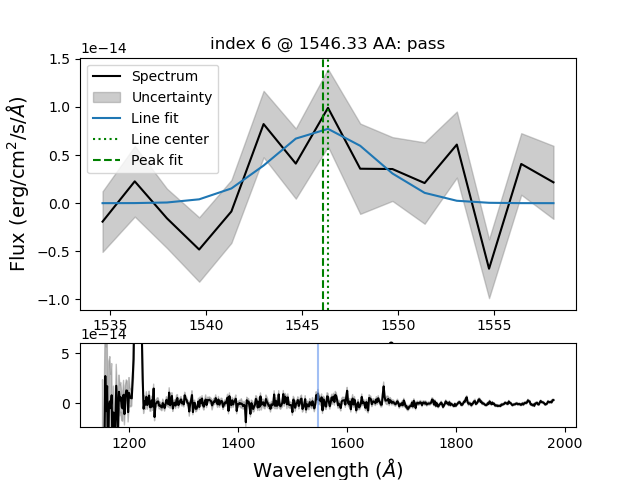 index 6 @ 1546.33 AA: pass
1e−14
Spectrum
Uncertainty
Line fit
Line center
Peak fit
1.5
1.0
0.5
0.0
−0.5
−1.0
Flux (erg/cm²/s/Å)
1535 1540 1545 1550 1555
1e−14
5
0
1200 1400 1600 1800 2000
Wavelength (Å)